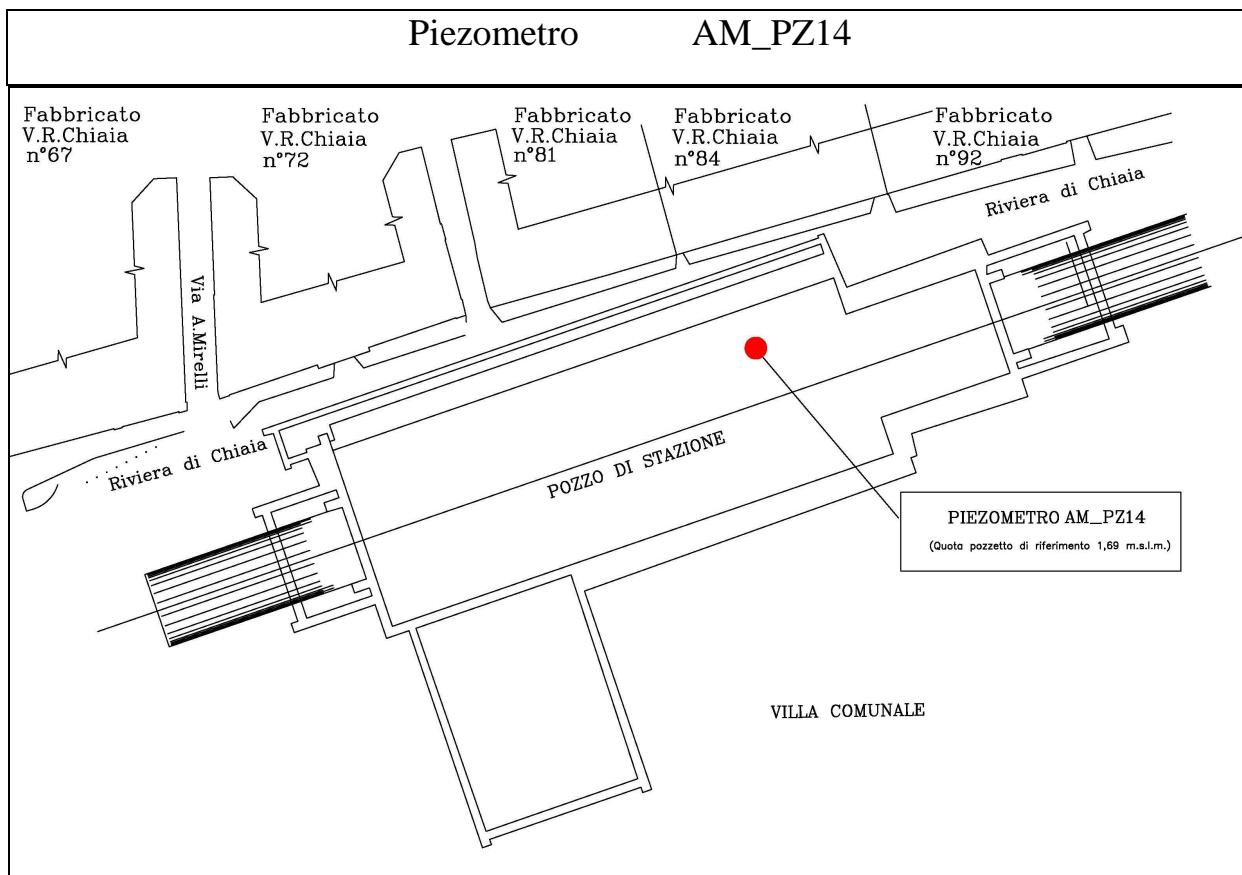 Piezometro AM_PZ14
Fabbricato
V.R.Chiaia
n°67
Fabbricato
V.R.Chiaia
n°72
Fabbricato
V.R.Chiaia
n°81
Fabbricato
V.R.Chiaia
n°84
Fabbricato
V.R.Chiaia
n°92
Riviera di Chiaia
Via A.Mirelli
Riviera di Chiaia
POZZO DI STAZIONE
PIEZOMETRO AM_PZ14
(Quota pozzetto di riferimento 1,69 m.s.l.m.)
VILLA COMUNALE